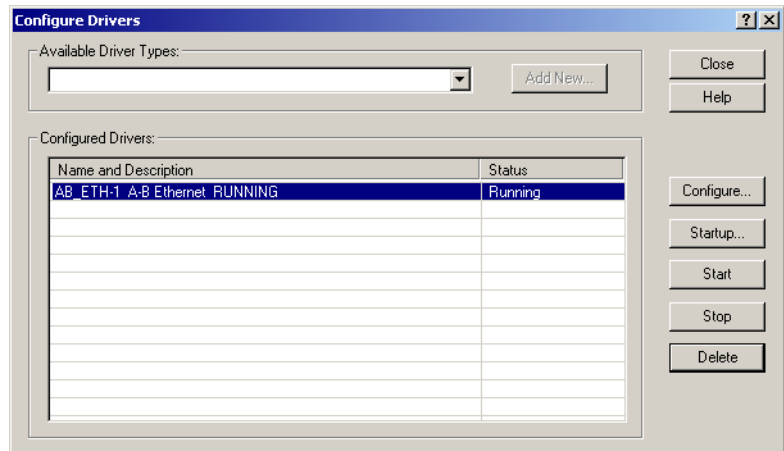 Configure Drivers
Available Driver Types:
Add New...
Close
Help
Configured Drivers:
Name and Description Status
AB_ETH-1 A-B Ethernet RUNNING Running
Configure...
Startup...
Start
Stop
Delete